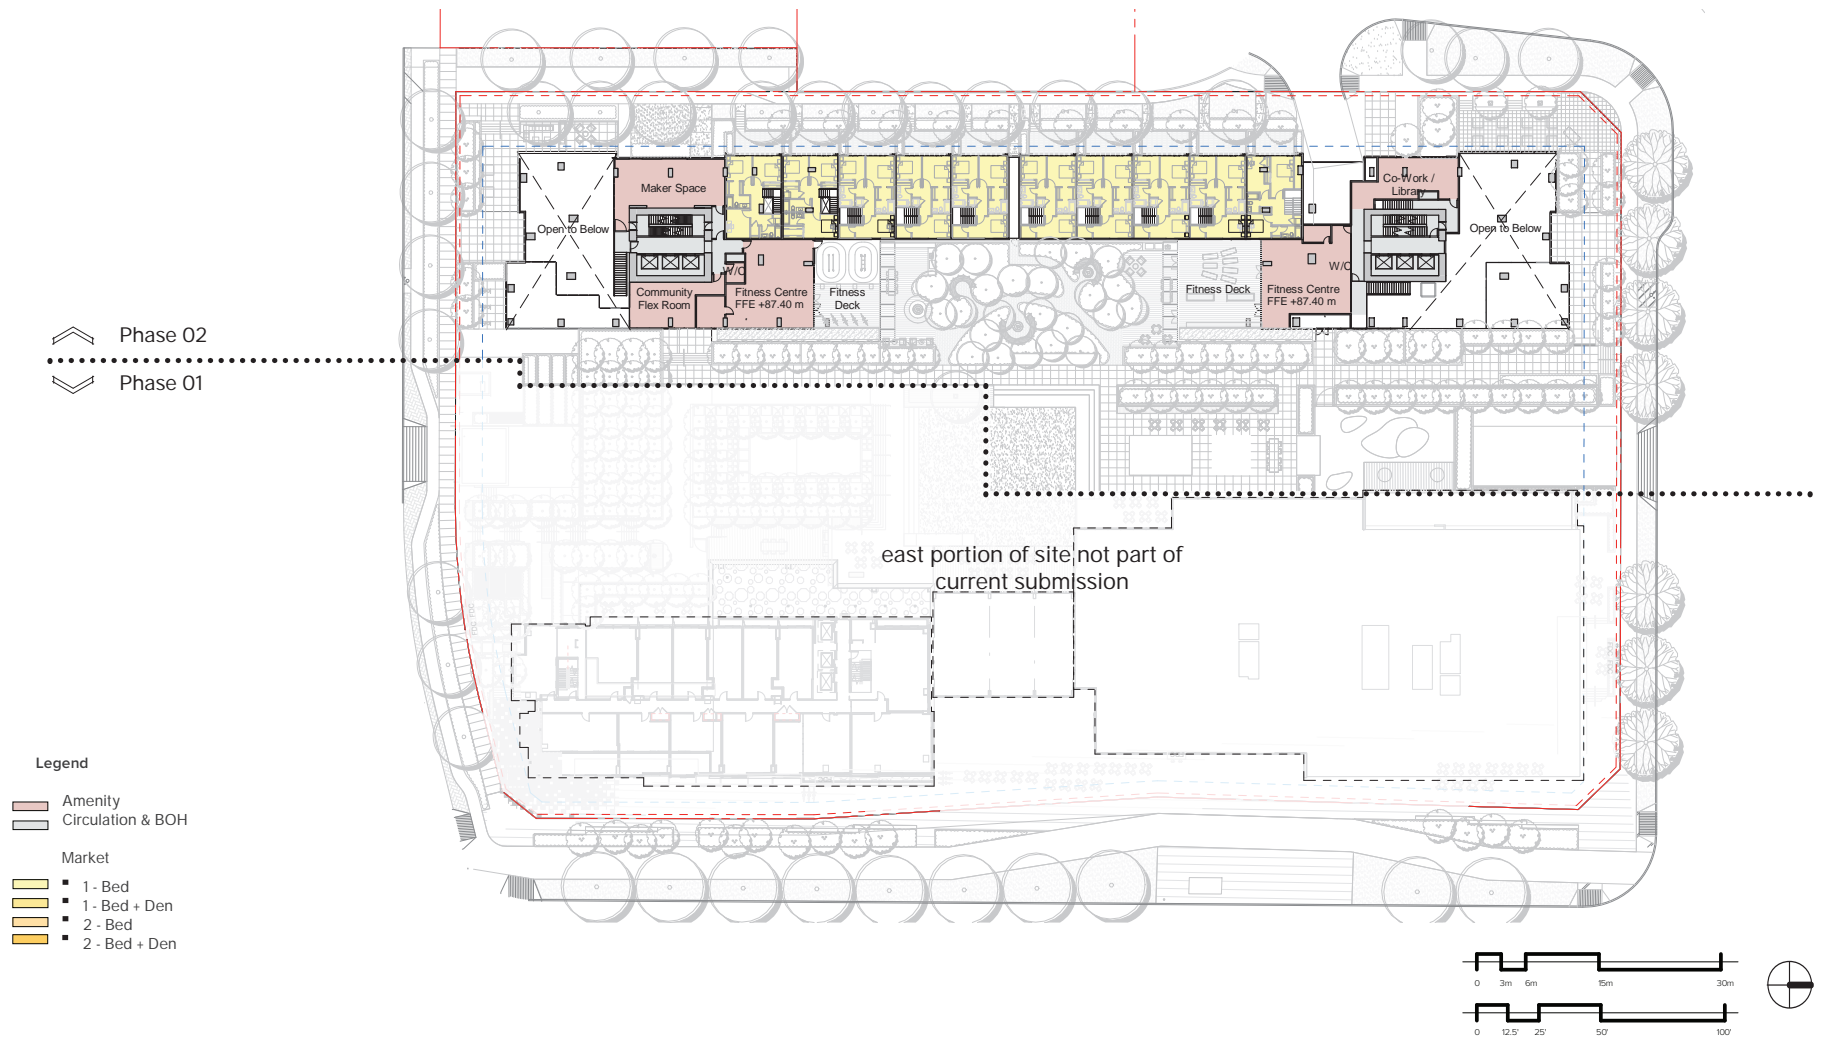 Maker Space
Co-Work /
Library
Open to Below
Open to Below
W/C
W/C
Community
Flex Room
Fitness Centre
FFE +87.40 m
Fitness
Deck
Fitness Deck
Fitness Centre
FFE +87.40 m
Phase 02
Phase 01
east portion of site not part of
current submission
Legend
Amenity
Circulation & BOH
Market
1 - Bed
1 - Bed + Den
2 - Bed
2 - Bed + Den
0 3m 6m 15m 30m
0 12.5' 25' 50' 100'